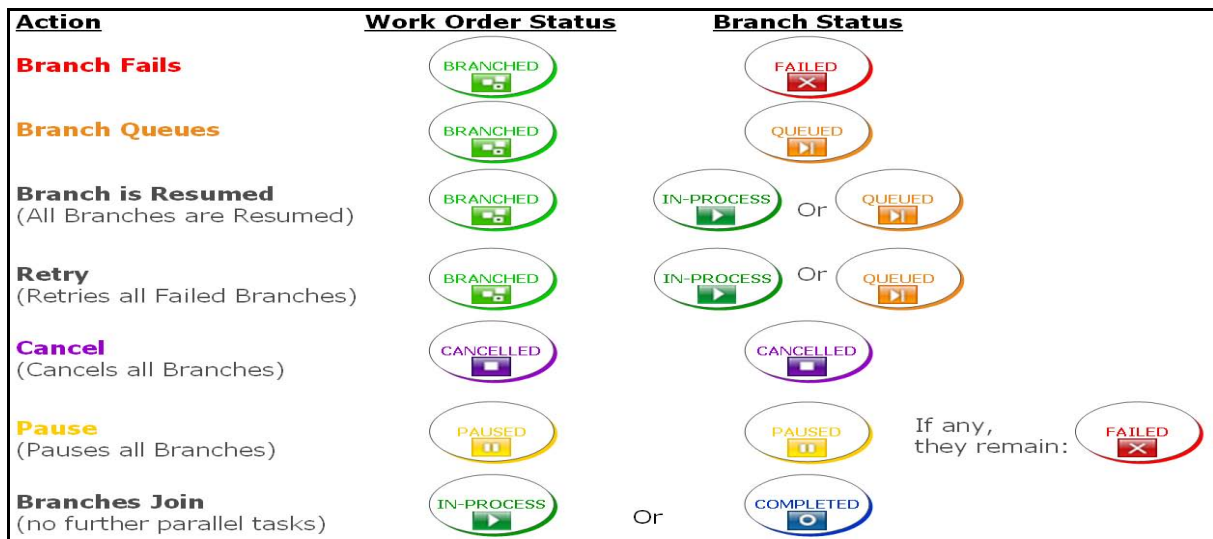 Action Work Order Status Branch Status
Branch Fails BRANCHED FAILED
Branch Queues BRANCHED QUEUED
Branch is Resumed
(All Branches are Resumed) BRANCHED IN-PROCESS Or QUEUED
Retry
(Retries all Failed Branches) BRANCHED IN-PROCESS Or QUEUED
Cancel
(Cancels all Branches) CANCELLED CANCELLED
Pause
(Pauses all Branches) PAUSED PAUSED If any,
they remain: FAILED
Branches Join
(no further parallel tasks) IN-PROCESS Or COMPLETED